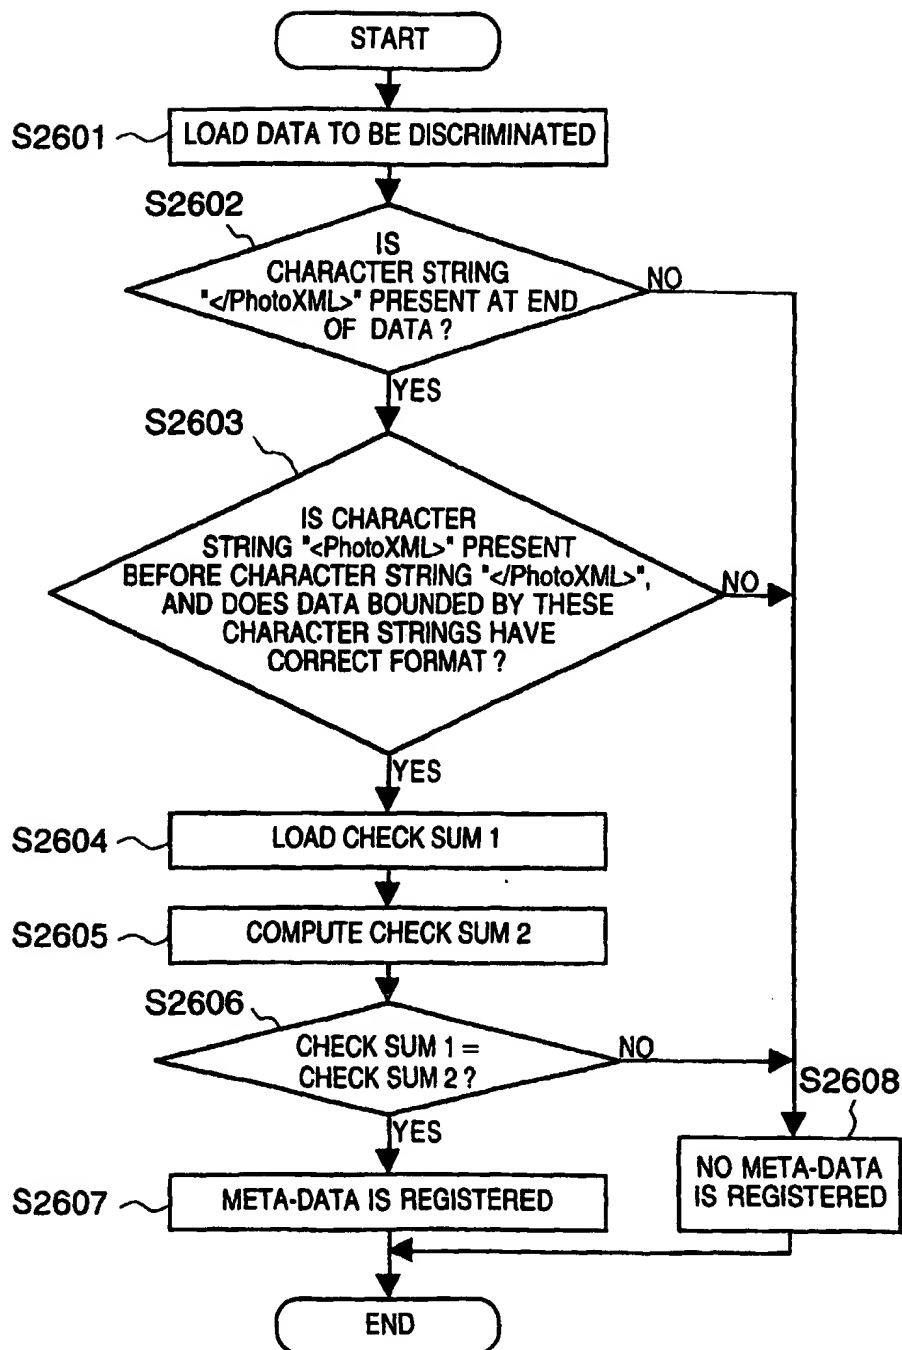 START
S2601
LOAD DATA TO BE DISCRIMINATED
S2602
IS
CHARACTER STRING
"</PhotoXML>" PRESENT AT END
OF DATA ?
NO
YES
S2603
IS CHARACTER
STRING "<PhotoXML>" PRESENT
BEFORE CHARACTER STRING "</PhotoXML>",
AND DOES DATA BOUNDED BY THESE
CHARACTER STRINGS HAVE
CORRECT FORMAT ?
NO
YES
S2604
LOAD CHECK SUM 1
S2605
COMPUTE CHECK SUM 2
S2606
CHECK SUM 1 =
CHECK SUM 2 ?
NO
YES
S2608
NO META-DATA
IS REGISTERED
S2607
META-DATA IS REGISTERED
END